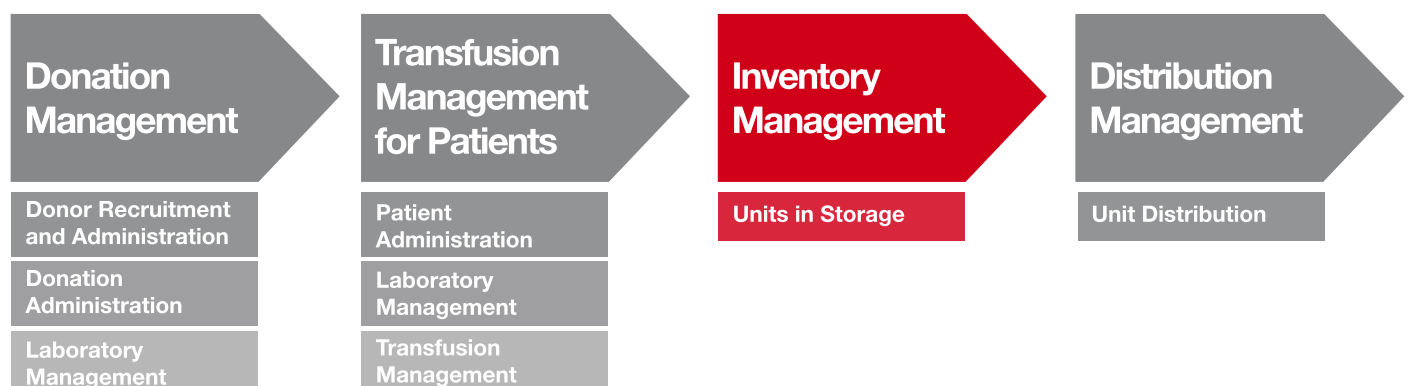 Donation
Management
Transfusion
Management
for Patients
Inventory
Management
Distribution
Management
Donor Recruitment
and Administration
Donation
Administration
Laboratory
Management
Patient
Administration
Laboratory
Management
Transfusion
Management
Units in Storage
Unit Distribution